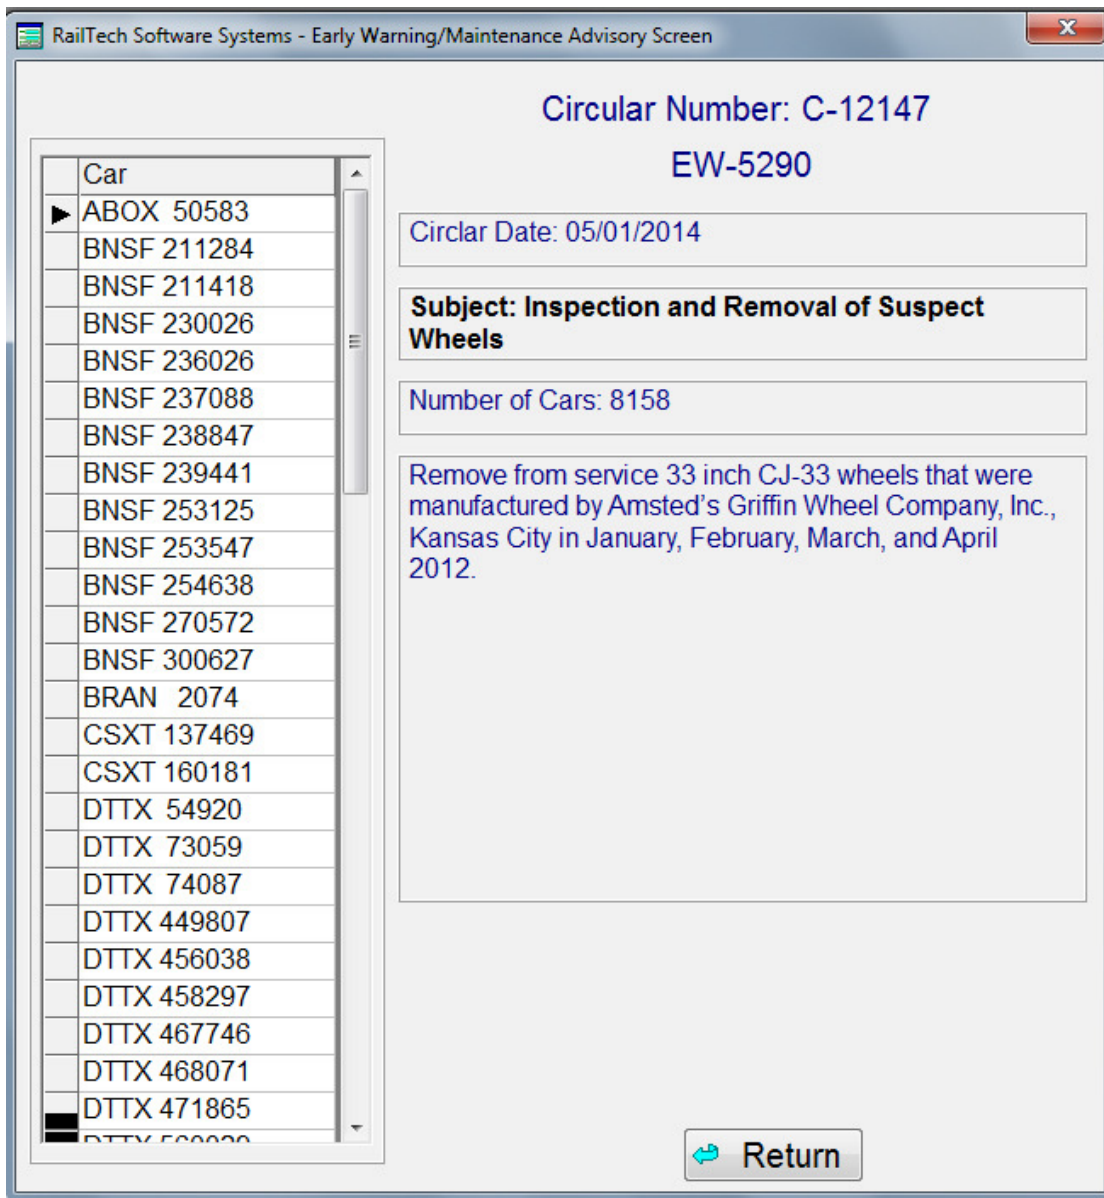 RailTech Software Systems - Early Warning/Maintenance Advisory Screen
Circular Number: C-12147
EW-5290
Car
ABOX 50583
BNSF 211284
BNSF 211418
BNSF 230026
BNSF 236026
BNSF 237088
BNSF 238847
BNSF 239441
BNSF 253125
BNSF 253547
BNSF 254638
BNSF 270572
BNSF 300627
BRAN 2074
CSXT 137469
CSXT 160181
DTTX 54920
DTTX 73059
DTTX 74087
DTTX 449807
DTTX 456038
DTTX 458297
DTTX 467746
DTTX 468071
DTTX 471865
DTTX
Circlar Date: 05/01/2014
Subject: Inspection and Removal of Suspect
Wheels
Number of Cars: 8158
Remove from service 33 inch CJ-33 wheels that were
manufactured by Amsted's Griffin Wheel Company, Inc.,
Kansas City in January, February, March, and April
2012.
Return